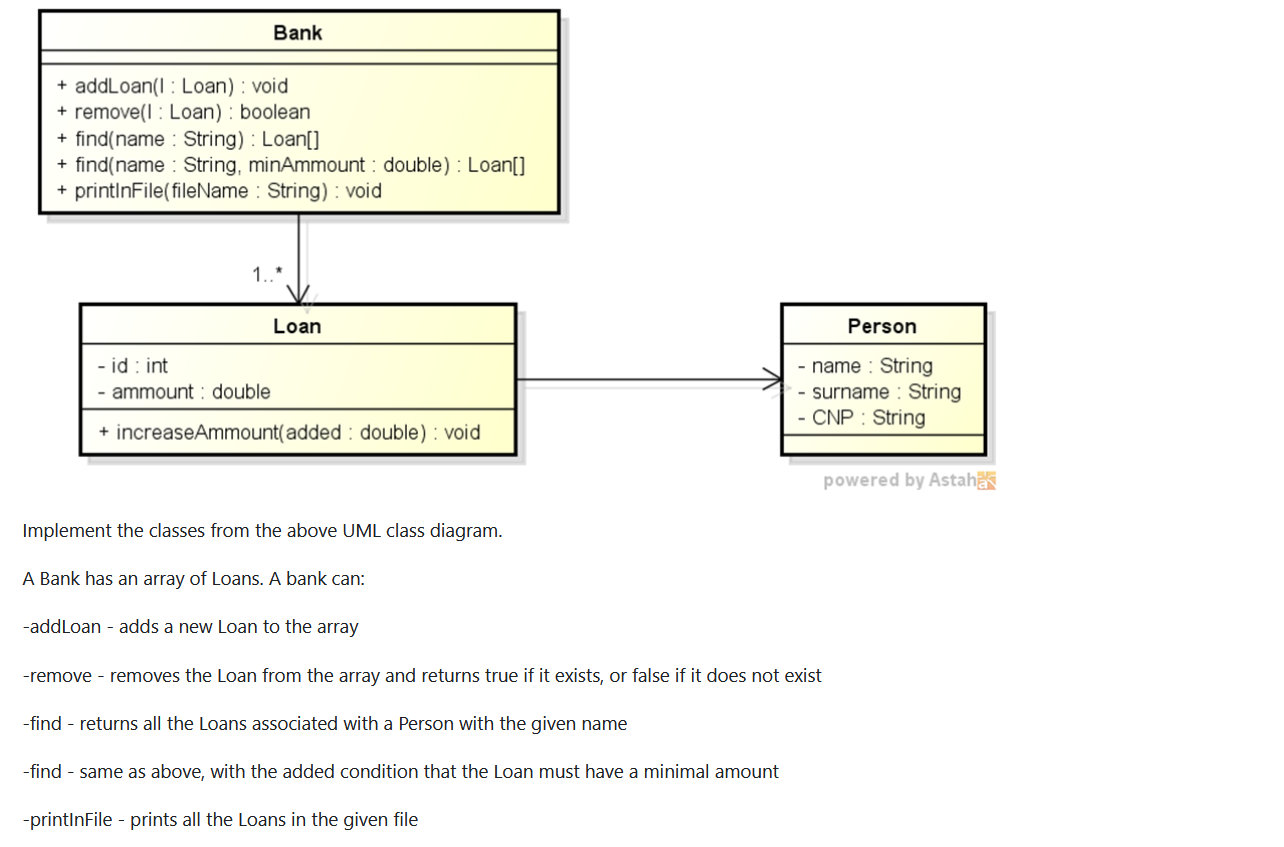 Bank
+ addLoan(l : Loan) : void
+ remove(l : Loan) : boolean
+ find(name : String) : Loan[]
+ find(name : String, minAmmount : double) : Loan[]
+ printInFile(fileName : String) : void
1..*
Loan
- id : int
- ammount : double
+ increaseAmmount(added : double) : void
Person
- name : String
- surname : String
- CNP : String
powered by Astah
Implement the classes from the above UML class diagram.
A Bank has an array of Loans. A bank can:
-addLoan - adds a new Loan to the array
-remove - removes the Loan from the array and returns true if it exists, or false if it does not exist
-find - returns all the Loans associated with a Person with the given name
-find - same as above, with the added condition that the Loan must have a minimal amount
-printInFile - prints all the Loans in the given file